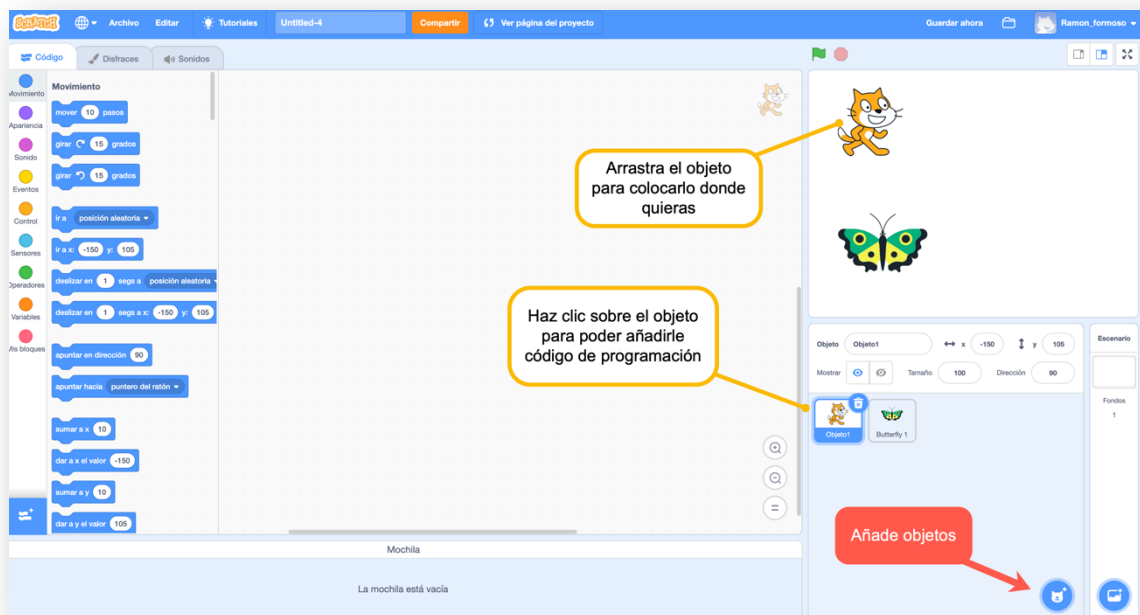 SCRATCH Archivo Editar Tutoriales Untitled-4 Compartir Ver página del proyecto Guardar ahora Ramon_formoso
Código Disfraces Sonidos
Movimiento
Apariencia
Sonido
Eventos
Control
Sensores
Operadores
Variables
Mis bloques
Movimiento
mover 10 pasos
girar 15 grados
girar 15 grados
ir a posición aleatoria
ir a x: -150 y: 105
deslizar en 1 segs a posición aleatoria
deslizar en 1 segs a x: -150 y: 105
apuntar en dirección 90
apuntar hacia puntero del ratón
sumar a x 10
dar a x el valor -150
sumar a y 10
dar a y el valor 105
Arrastra el objeto
para colocarlo donde
quieras
Haz clic sobre el objeto
para poder añadirle
código de programación
Mochila
La mochila está vacía
Objeto Objeto1 x -150 y 105
Mostrar Tamaño 100 Dirección 90
Objeto1 Butterfly 1
Escenario
Fondos
1
Añade objetos